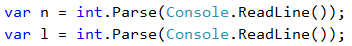 var n = int.Parse(Console.ReadLine());
var l = int.Parse(Console.ReadLine());